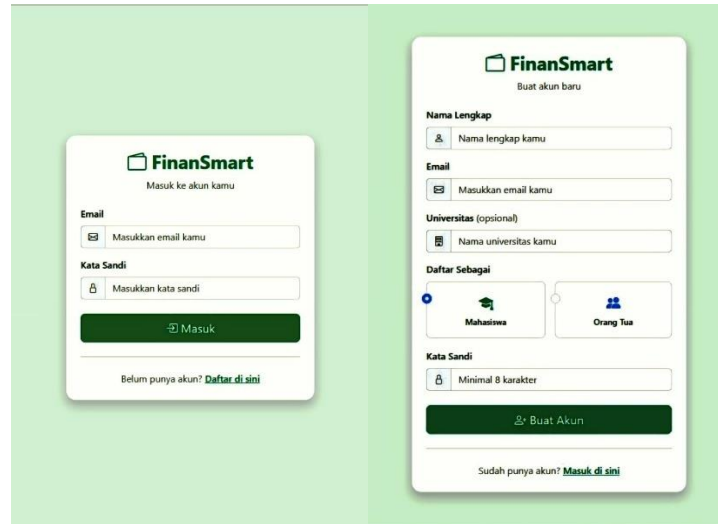 FinanSmart
Masuk ke akun kamu
Email
Masukkan email kamu
Kata Sandi
Masukkan kata sandi
Masuk
Belum punya akun? Daftar di sini
FinanSmart
Buat akun baru
Nama Lengkap
Nama lengkap kamu
Email
Masukkan email kamu
Universitas (opsional)
Nama universitas kamu
Daftar Sebagai
Mahasiswa
Orang Tua
Kata Sandi
Minimal 8 karakter
Buat Akun
Sudah punya akun? Masuk di sini